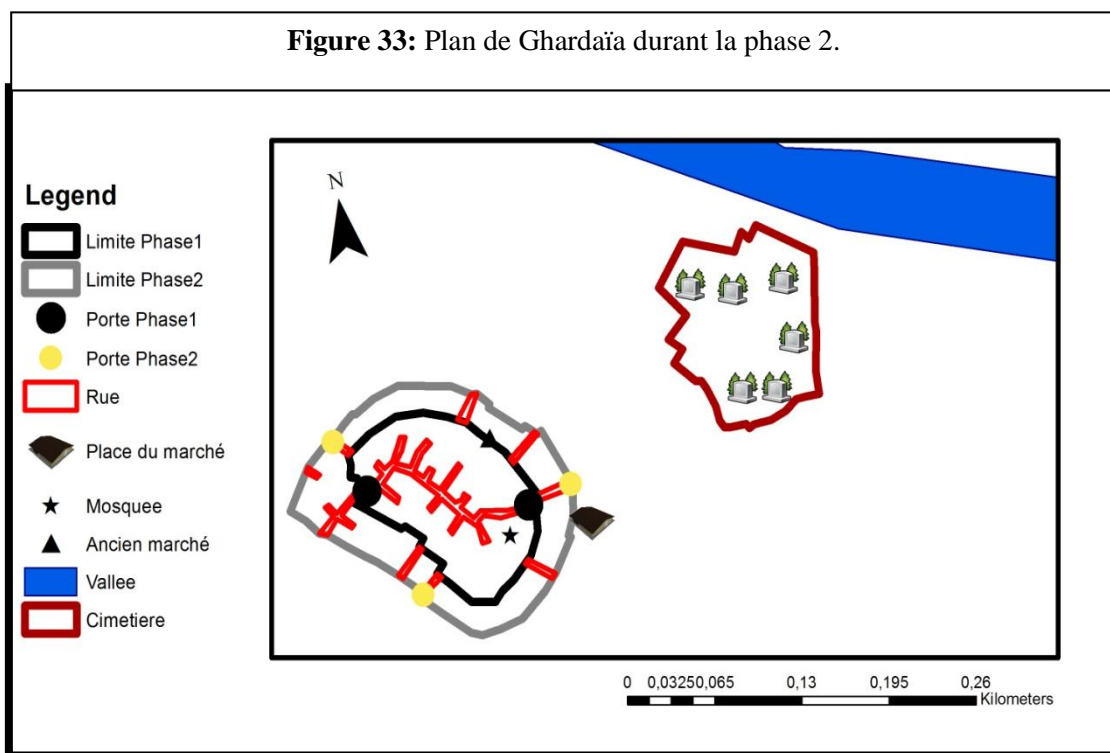 Figure 33: Plan de Ghardaïa durant la phase 2.
N
Legend
Limite Phase1
Limite Phase2
Porte Phase1
Porte Phase2
Rue
Place du marché
Mosquee
Ancien marché
Vallee
Cimetiere
0 0,03250,065 0,13 0,195 0,26
Kilometers